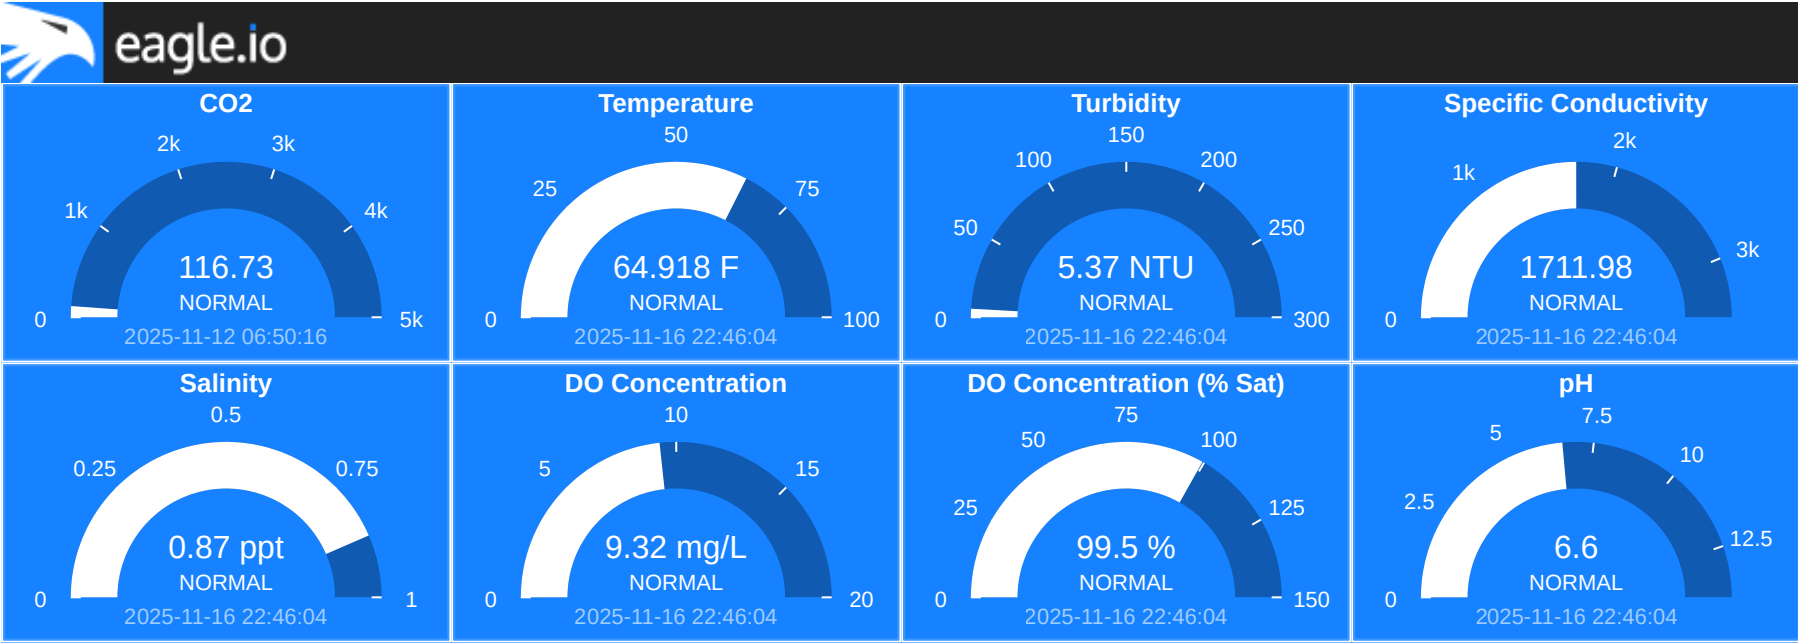 eagle.io
CO2
2k 3k
1k 4k
116.73
NORMAL
0 5k
2025-11-12 06:50:16
Temperature
50
25 75
64.918 F
NORMAL
0 100
2025-11-16 22:46:04
Turbidity
150
100 200
50 250
5.37 NTU
NORMAL
0 300
2025-11-16 22:46:04
Specific Conductivity
2k
1k
3k
1711.98
NORMAL
0
2025-11-16 22:46:04
Salinity
0.5
0.25 0.75
0.87 ppt
NORMAL
0 1
2025-11-16 22:46:04
DO Concentration
10
5 15
9.32 mg/L
NORMAL
0 20
2025-11-16 22:46:04
DO Concentration (% Sat)
75
50 100
25 125
99.5 %
NORMAL
0 150
2025-11-16 22:46:04
pH
7.5
5
10
2.5
12.5
6.6
NORMAL
0
2025-11-16 22:46:04